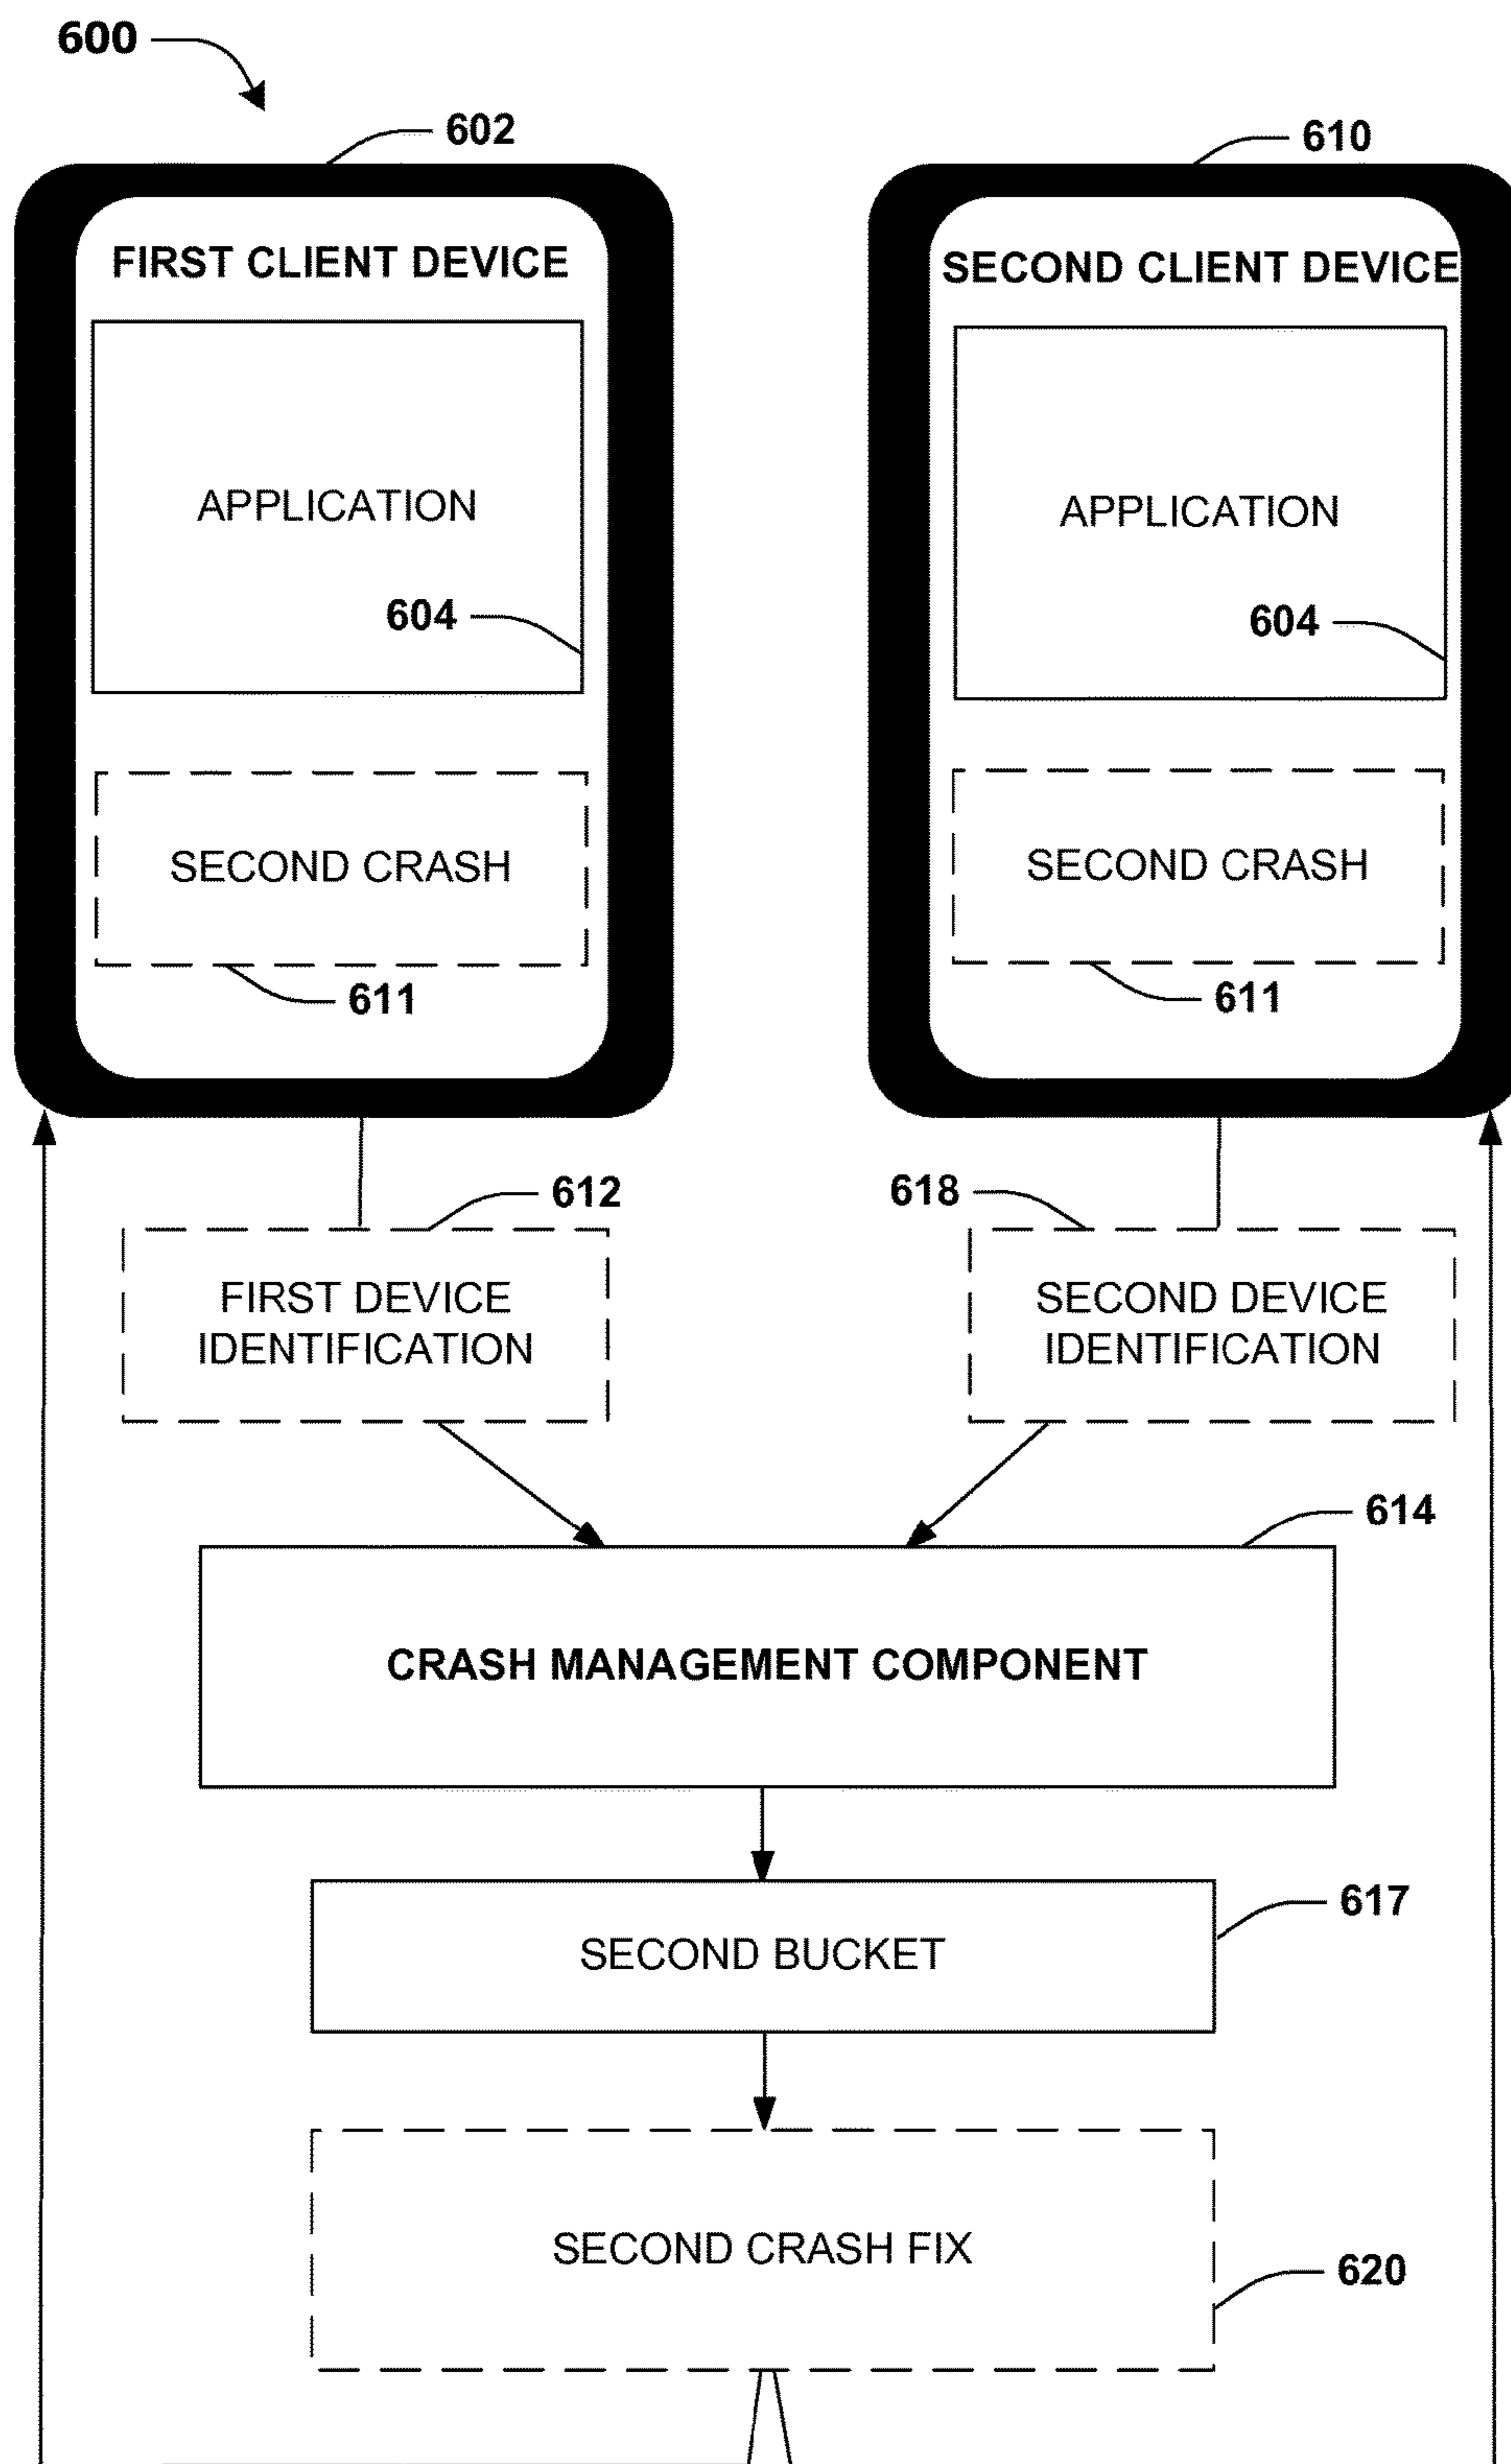 600
602
610
FIRST CLIENT DEVICE
SECOND CLIENT DEVICE
APPLICATION
APPLICATION
604
604
SECOND CRASH
SECOND CRASH
611
611
612
618
FIRST DEVICE
IDENTIFICATION
SECOND DEVICE
IDENTIFICATION
614
CRASH MANAGEMENT COMPONENT
617
SECOND BUCKET
SECOND CRASH FIX
620